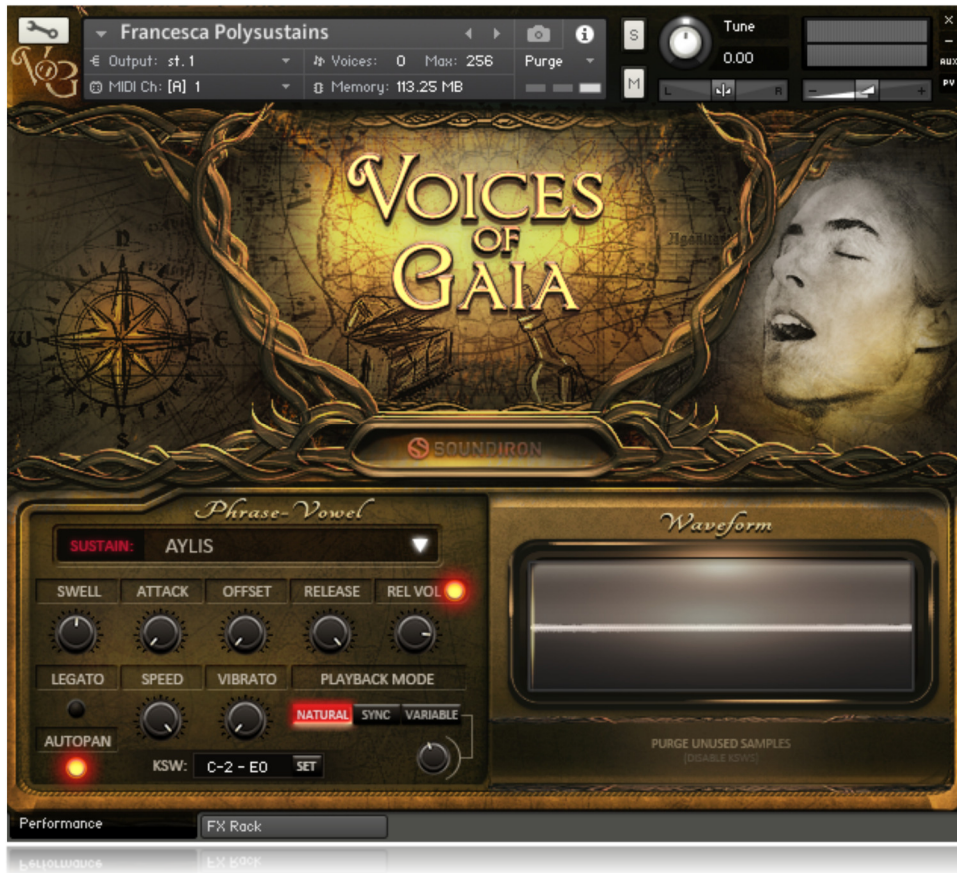 Francesca Polysustains
S
Tune
Output: st. 1
Voices: 0 Max: 256
Purge
0.00
AUX
MIDI Ch: [A] 1
Memory: 113.25 MB
M
L
R
PV
VOG
VOICES
OF
GAIA
N
W
E
S
SOUNDIRON
Phrase-Vowel
Waveform
SUSTAIN: AYLIS
SWELL ATTACK OFFSET RELEASE REL VOL
LEGATO SPEED VIBRATO PLAYBACK MODE
NATURAL SYNC VARIABLE
AUTOPAN
PURGE UNUSED SAMPLES
[DISABLE KSWS]
KSW: C-2 - E0 SET
Performance
FX Rack